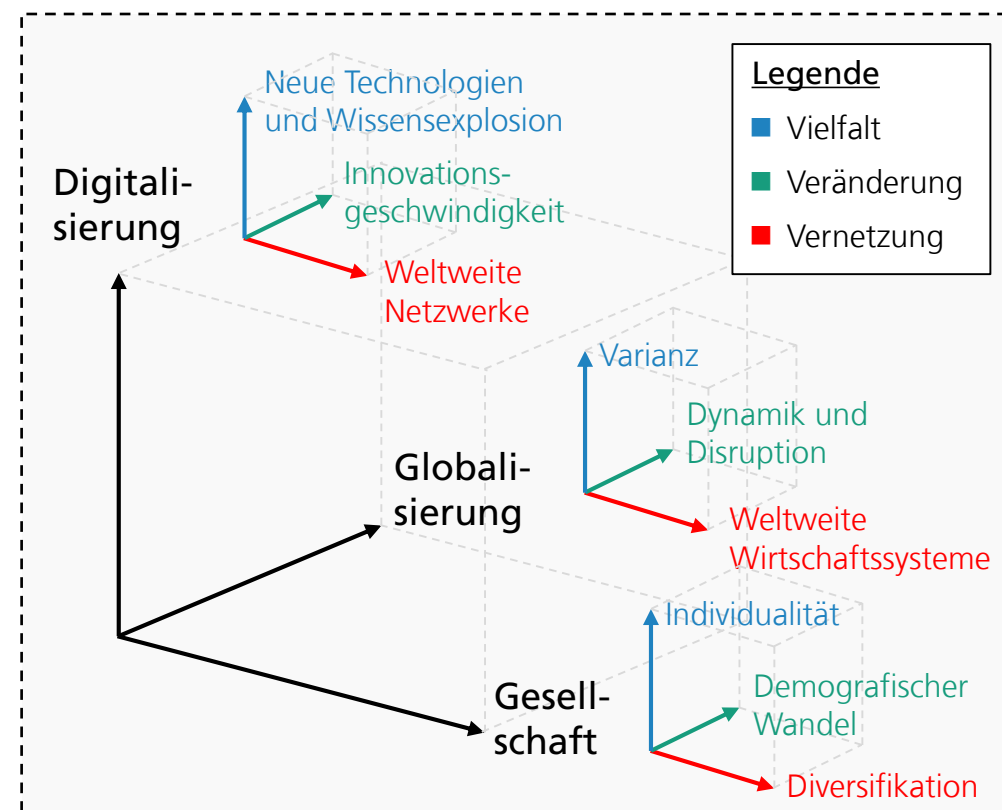 Neue Technologien
und Wissensexplosion
Legende
Vielfalt
Veränderung
Vernetzung
Digitali-
sierung
Innovations-
geschwindigkeit
Weltweite
Netzwerke
Varianz
Dynamik und
Disruption
Globali-
sierung
Weltweite
Wirtschaftssysteme
Individualität
Gesell-
schaft
Demografischer
Wandel
Diversifikation